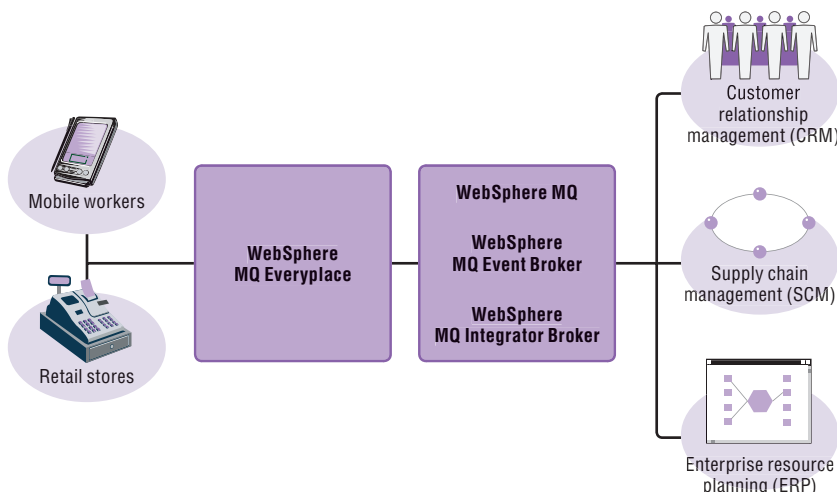 Mobile workers
Retail stores
WebSphere
MQ Everyplace
WebSphere MQ
WebSphere
MQ Event Broker
WebSphere
MQ Integrator Broker
Customer
relationship
management (CRM)
Supply chain
management (SCM)
Enterprise resource
planning (ERP)